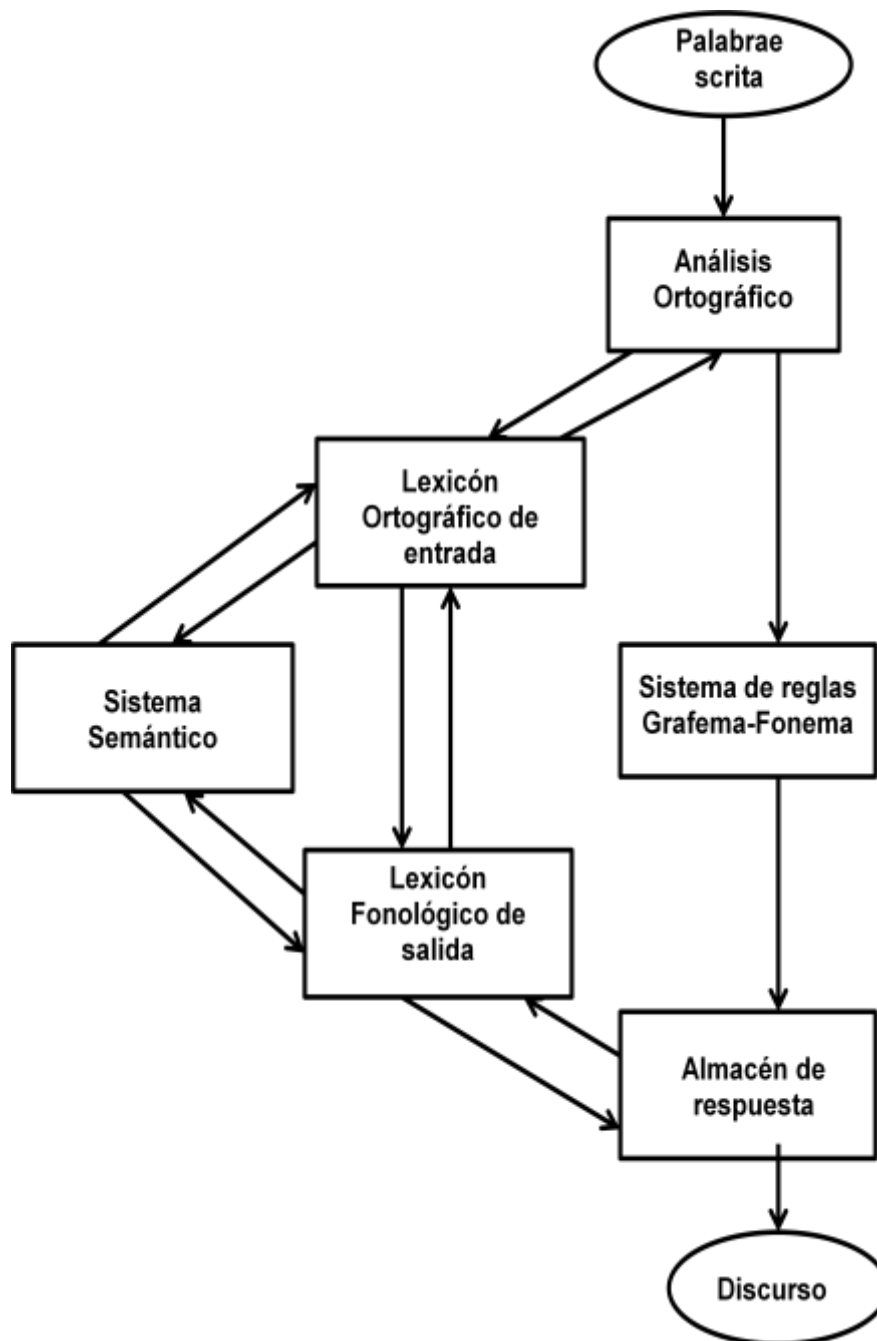 Palabrae
scrita
Análisis
Ortográfico
Lexicón
Ortográfico de
entrada
Sistema
Semántico
Sistema de reglas
Grafema-Fonema
Lexicón
Fonológico de
salida
Almacén de
respuesta
Discurso